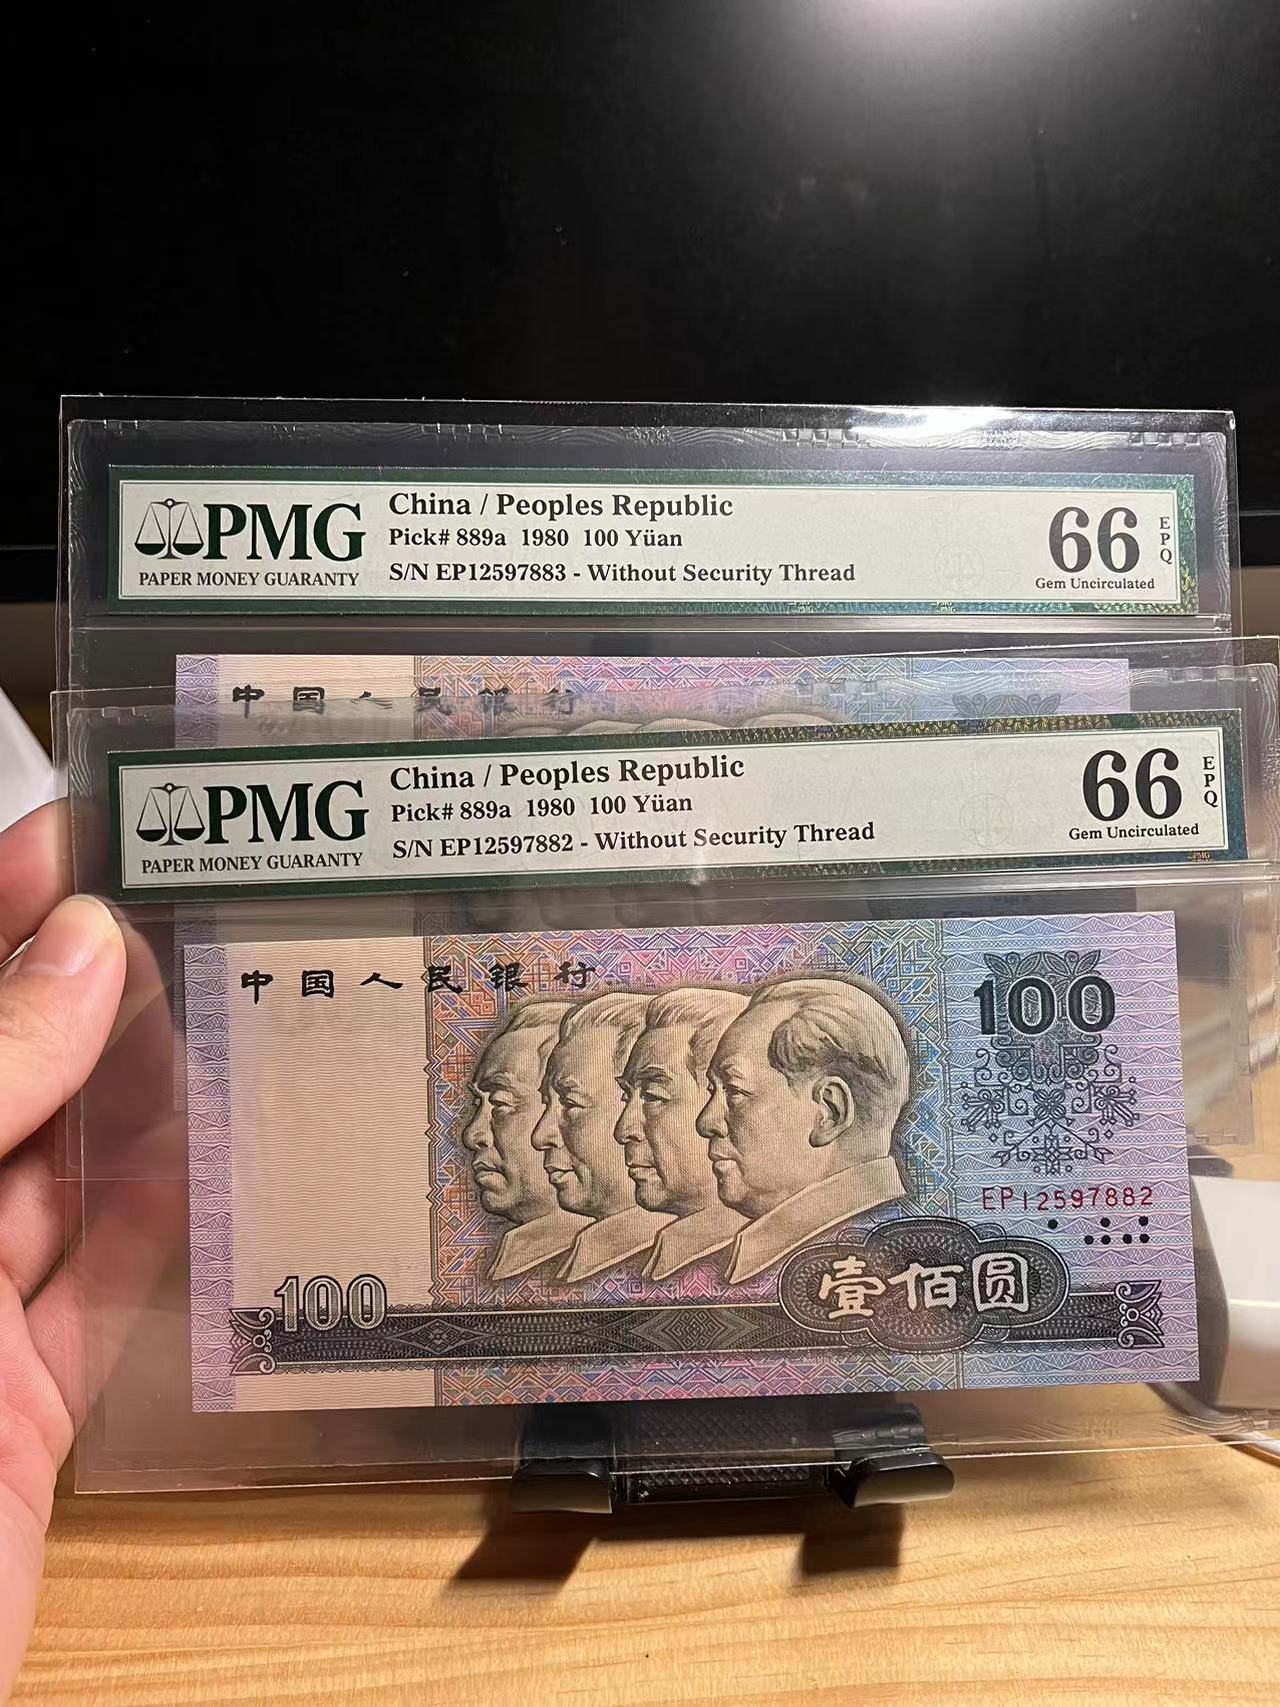 PMG
PAPER MONEY GUARANTY
China / Peoples Republic
Pick# 889a 1980 100 Yüan
S/N EP12597883 - Without Security Thread
66
EPQ
Gem Uncirculated
中国人民银行
PMG
PAPER MONEY GUARANTY
China / Peoples Republic
Pick# 889a 1980 100 Yüan
S/N EP12597882 - Without Security Thread
66
EPQ
Gem Uncirculated
中国人民银行
100
EP12597882
壹佰圆
100